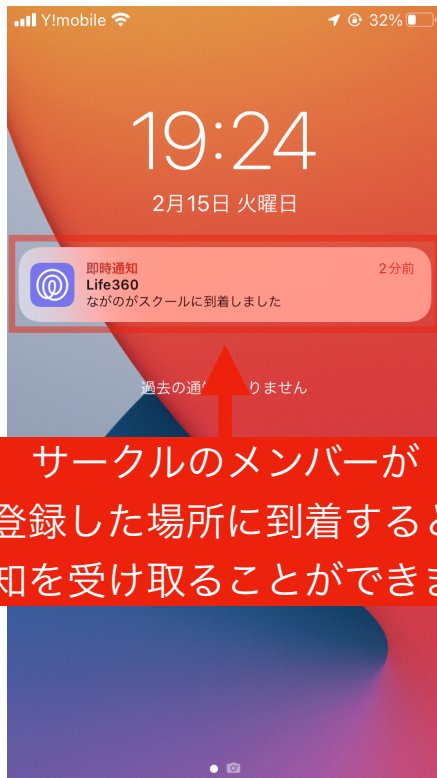 Y!mobile 32%
19:24
2月15日 火曜日
即時通知 2分前
Life360
ながのがスクールに到着しました
過去の通 りません
サークルのメンバーが
登録した場所に到着すると
知を受け取ることができま